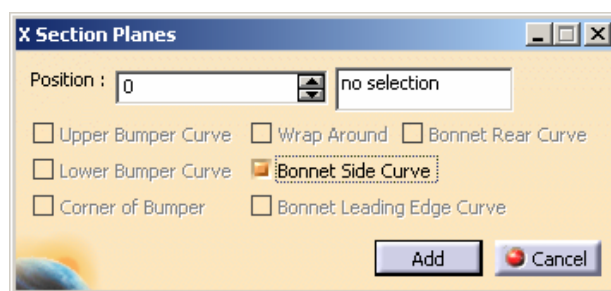 X Section Planes
Position : 0 no selection
Upper Bumper Curve Wrap Around Bonnet Rear Curve
Lower Bumper Curve Bonnet Side Curve
Corner of Bumper Bonnet Leading Edge Curve
Add Cancel